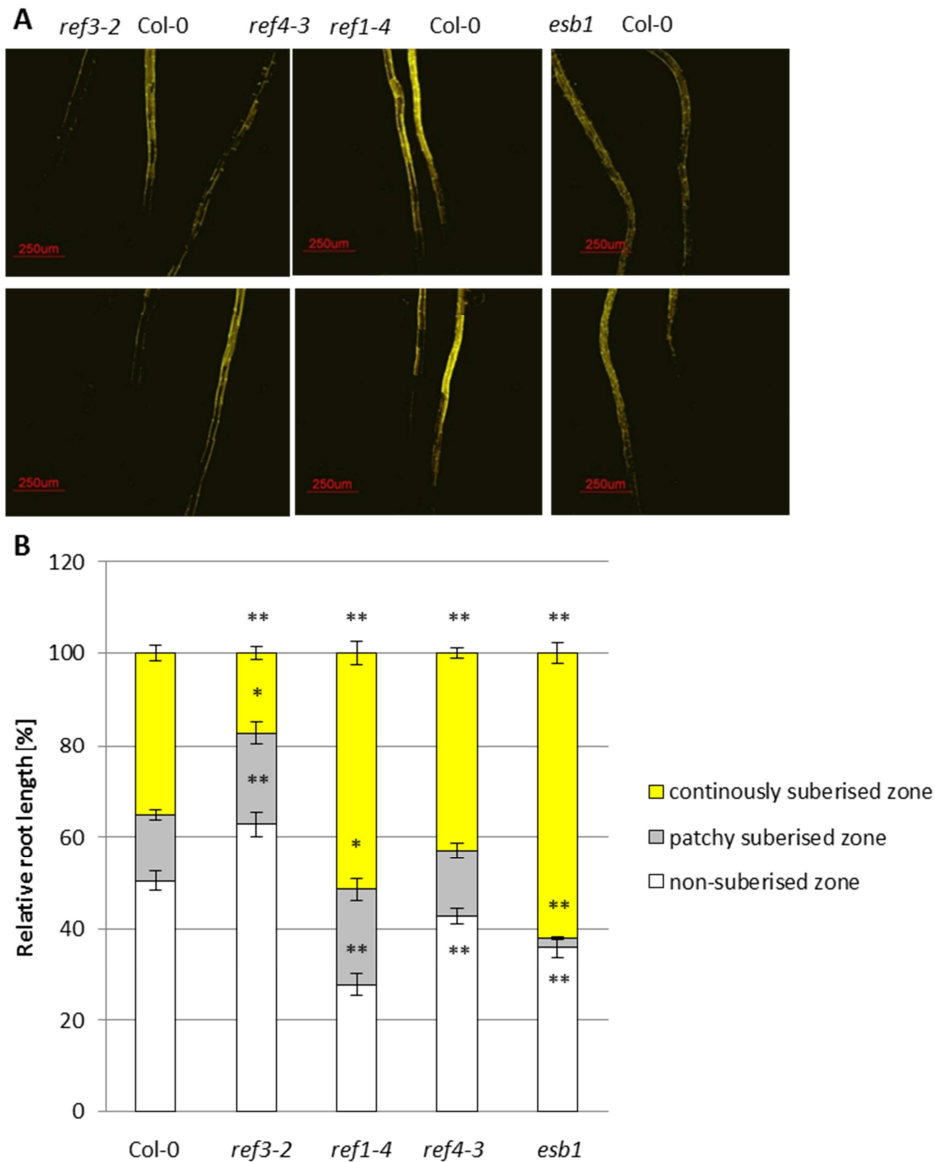 A
ref3-2 Col-0 ref4-3 ref1-4 Col-0 esb1 Col-0
250um 250um 250um
250um 250um 250um
B
Relative root length [%]
120
100
80
60
40
20
0
** ** ** **
*
**
*
**
**
**
**
continously suberised zone
patchy suberised zone
non-suberised zone
Col-0 ref3-2 ref1-4 ref4-3 esb1